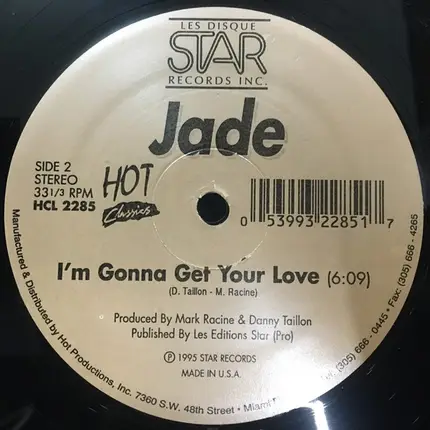 LES DISQUE
STAR
RECORDS INC.
Jade
SIDE 2
STEREO
33 1/3 RPM
HCL 2285
HOT
Classics
0 53993 22851 7
I'm Gonna Get Your Love (6:09)
(D. Taillon - M. Racine)
Produced By Mark Racine & Danny Taillon
Published By Les Editions Star (Pro)
Ⓟ 1995 STAR RECORDS
MADE IN U.S.A.
Manufactured & Distributed by Hot Productions, Inc. 7360 S.W. 48th Street • Miami (305) 666-0445 • Fax: (305) 666-4265